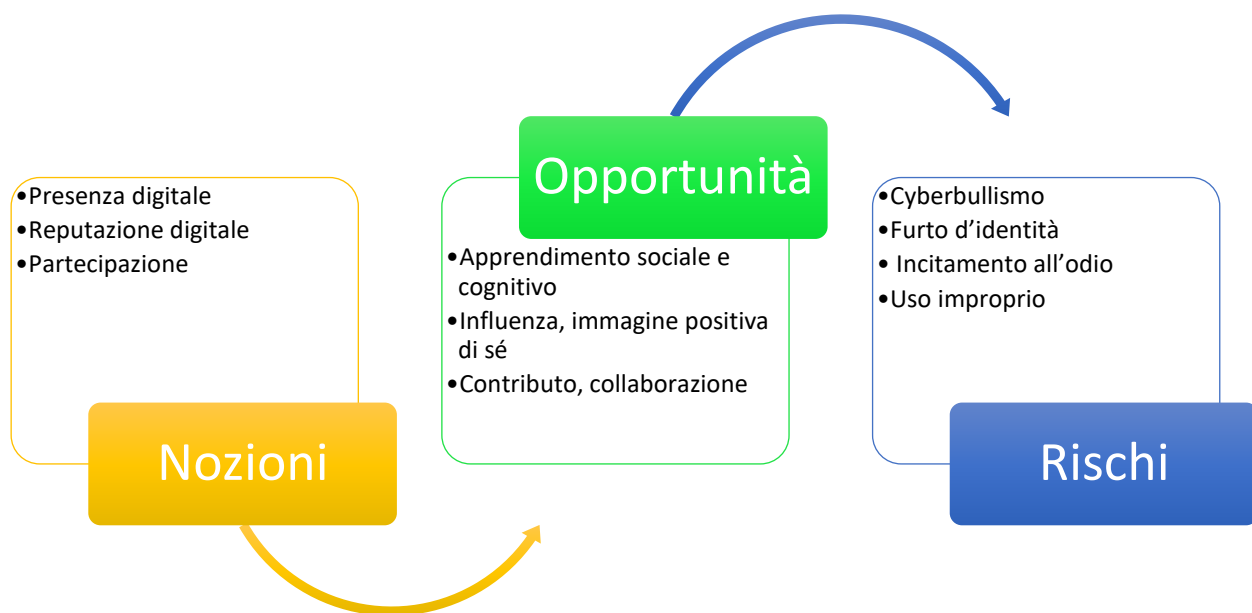 •Presenza digitale
•Reputazione digitale
•Partecipazione
Nozioni
Opportunità
•Apprendimento sociale e
cognitivo
•Influenza, immagine positiva
di sé
•Contributo, collaborazione
•Cyberbullismo
•Furto d’identità
• Incitamento all’odio
•Uso improprio
Rischi